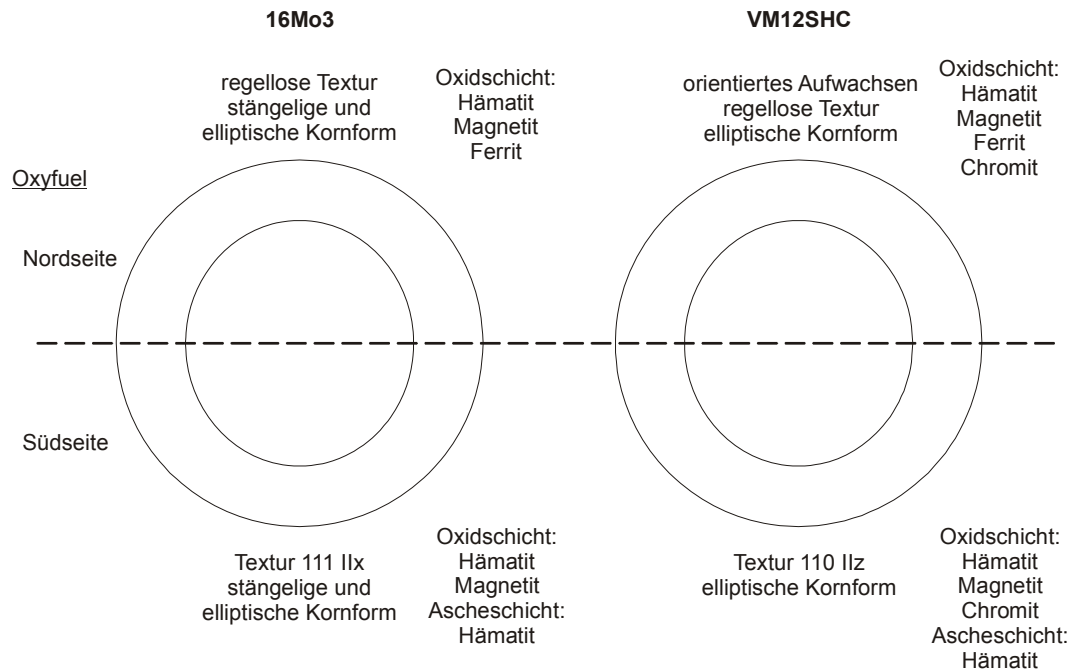 16Mo3
regellose Textur
stängelige und
elliptische Kornform
Oxidschicht:
Hämatit
Magnetit
Ferrit
VM12SHC
orientiertes Aufwachsen
regellose Textur
elliptische Kornform
Oxidschicht:
Hämatit
Magnetit
Ferrit
Chromit
Oxyfuel
Nordseite
Südseite
Textur 111 IIx
stängelige und
elliptische Kornform
Oxidschicht:
Hämatit
Magnetit
Ascheschicht:
Hämatit
Textur 110 IIz
elliptische Kornform
Oxidschicht:
Hämatit
Magnetit
Chromit
Ascheschicht:
Hämatit